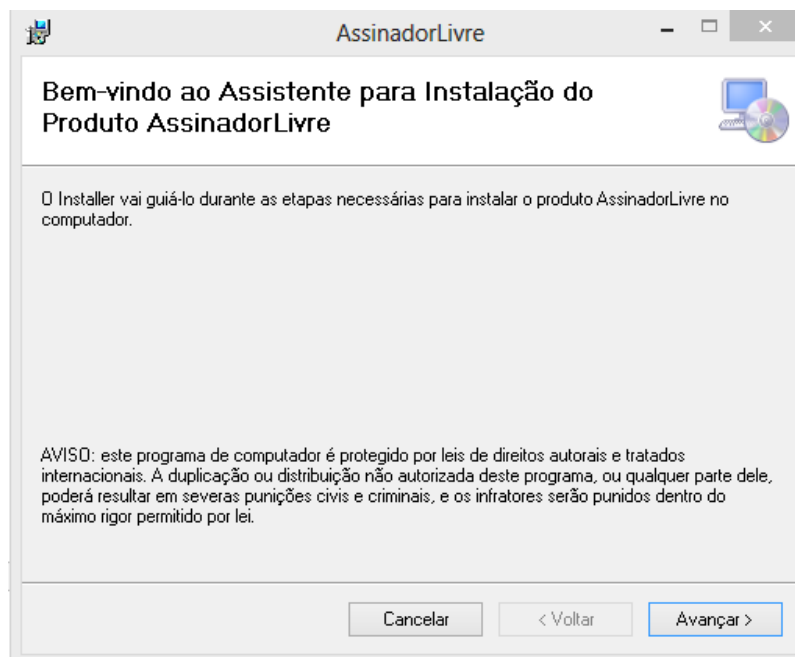 AssinadorLivre
Bem-vindo ao Assistente para Instalação do
Produto AssinadorLivre
O Installer vai guiá-lo durante as etapas necessárias para instalar o produto AssinadorLivre no
computador.
AVISO: este programa de computador é protegido por leis de direitos autorais e tratados
internacionais. A duplicação ou distribuição não autorizada deste programa, ou qualquer parte dele,
poderá resultar em severas punições civis e criminais, e os infratores serão punidos dentro do
máximo rigor permitido por lei.
Cancelar < Voltar Avançar >